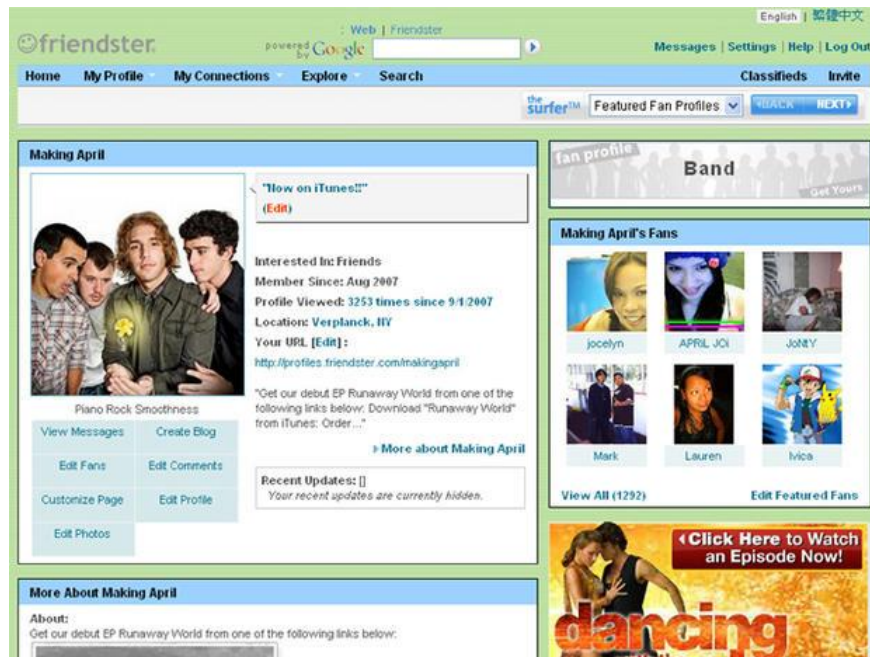 English | 繁體中文
friendster
: Web | Friendster
powered by Google
Messages | Settings | Help | Log Out
Home My Profile My Connections Explore Search Classifieds Invite
the surfer™ Featured Fan Profiles BACK NEXT
Making April
"Now on iTunes!!"
(Edit)
Interested In: Friends
Member Since: Aug 2007
Profile Viewed: 3253 times since 9/1/2007
Location: Verplanck, NY
Your URL [Edit] :
http://profiles.friendster.com/makingapril
"Get our debut EP Runaway World from one of the
following links below: Download "Runaway World"
from iTunes: Order..."
More about Making April
Recent Updates: []
Your recent updates are currently hidden.
Piano Rock Smoothness
View Messages Create Blog
Edit Fans Edit Comments
Customize Page Edit Profile
Edit Photos
More About Making April
About:
Get our debut EP Runaway World from one of the following links below:
fan profile
Band
Get Yours
Making April's Fans
jocelyn APRIL JOi JoNtY
Mark Lauren Ivica
View All (1292) Edit Featured Fans
Click Here to Watch
an Episode Now!
dancing